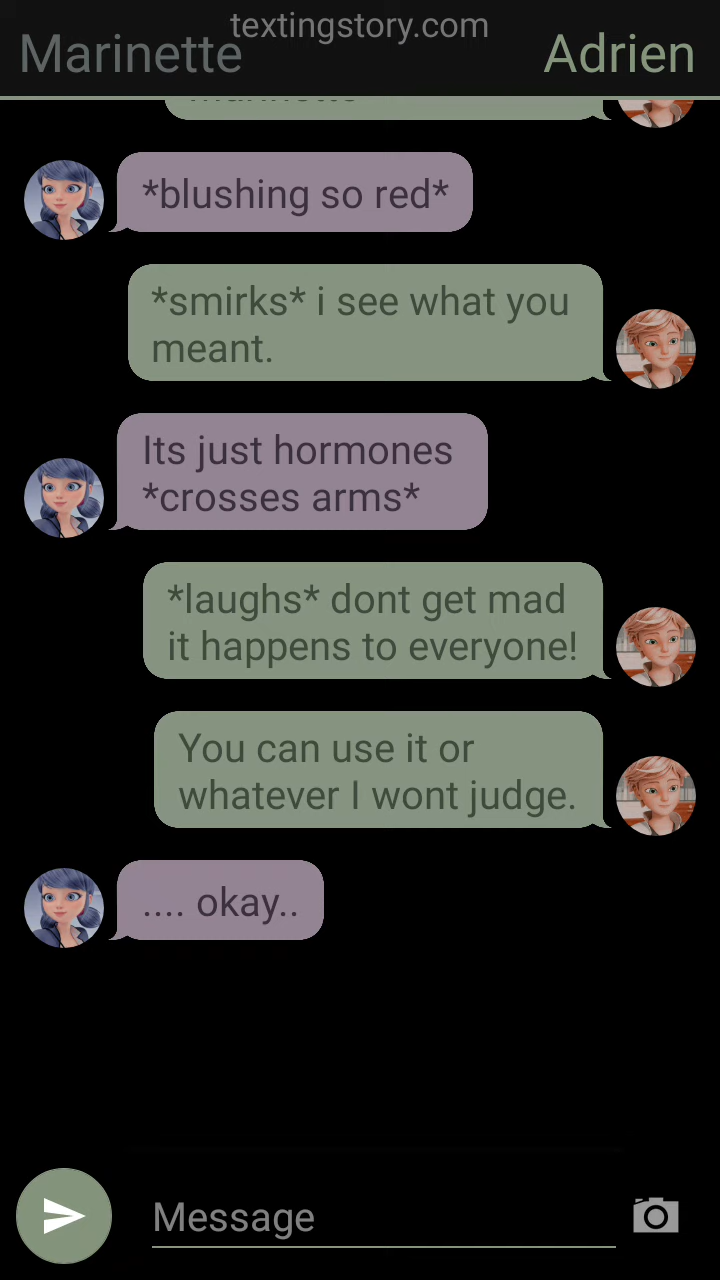 textingstory.com
Marinette
Adrien
*blushing so red*
*smirks* i see what you
meant.
Its just hormones
*crosses arms*
*laughs* dont get mad
it happens to everyone!
You can use it or
whatever I wont judge.
.... okay..
Message